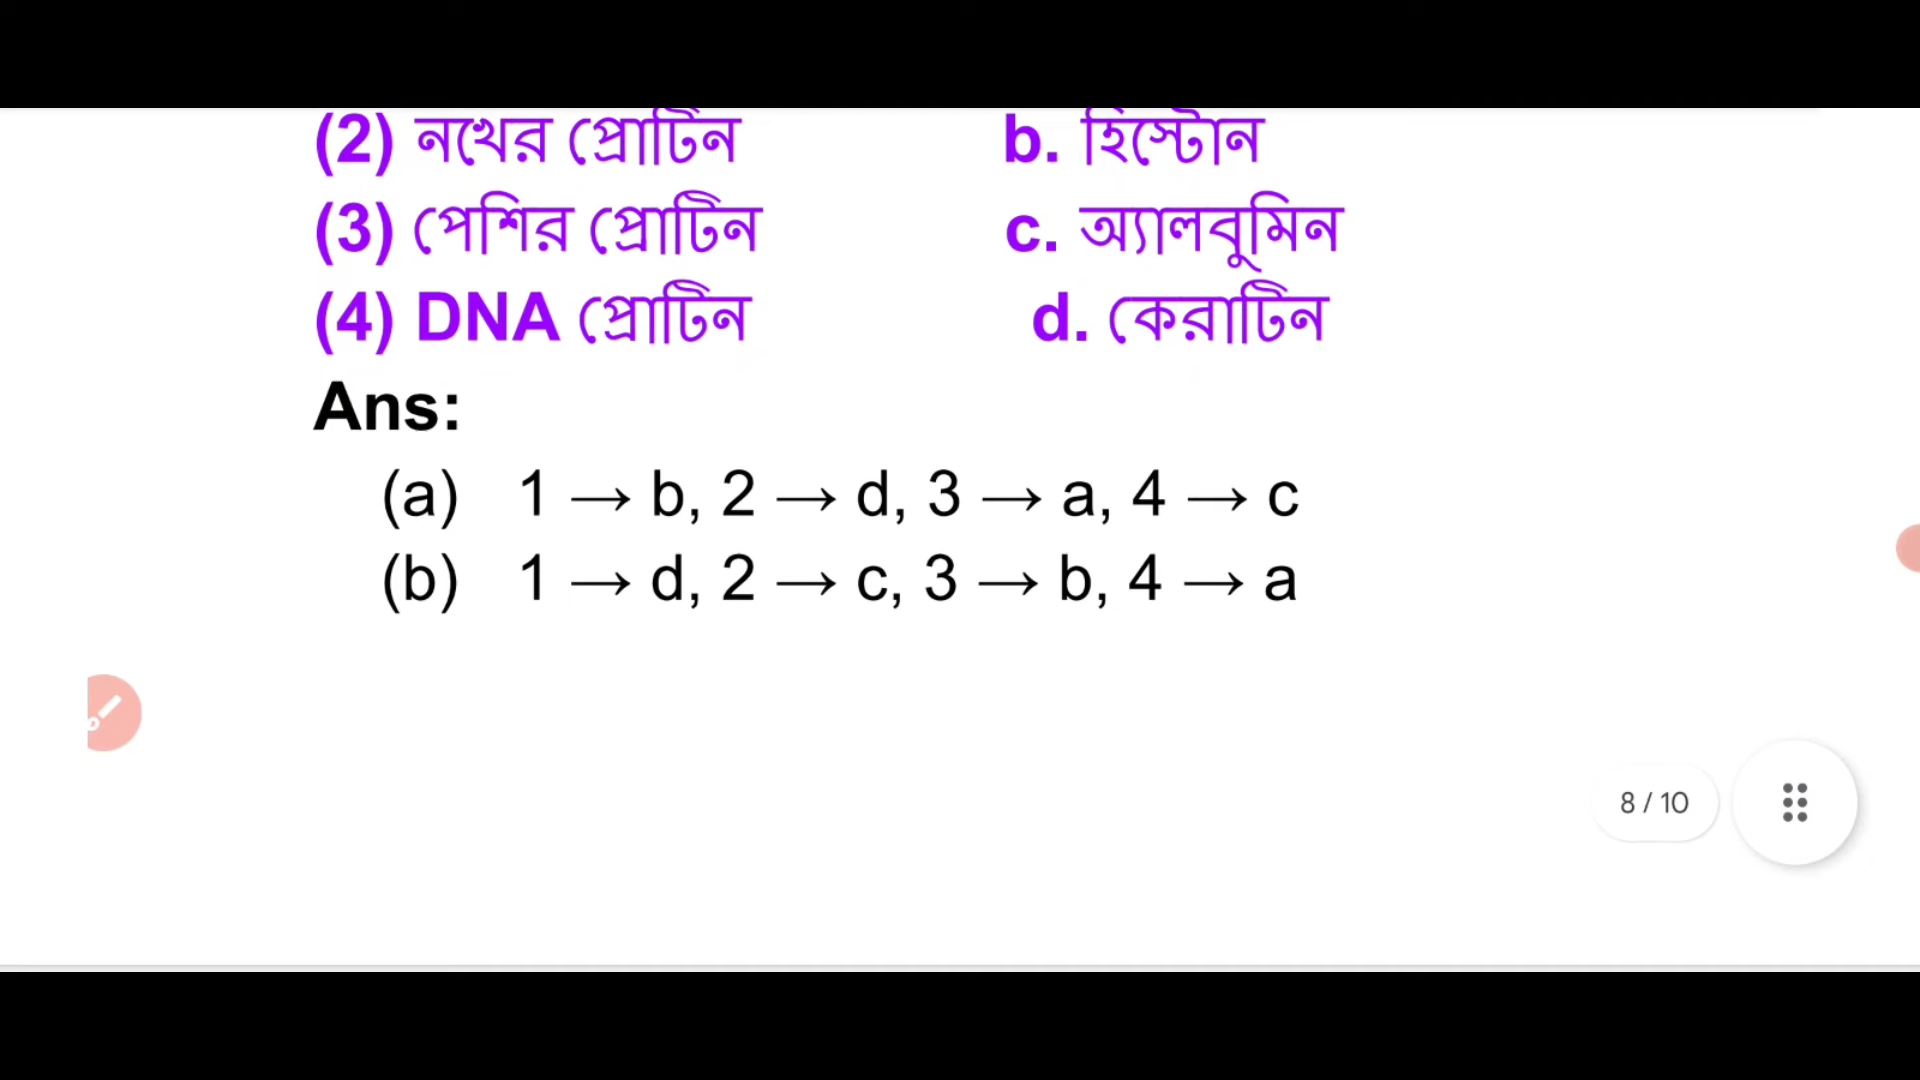 (2) নখের প্রোটিন b. হিস্টোন
(3) পেশির প্রোটিন c. অ্যালবুমিন
(4) DNA প্রোটিন d. কেরাটিন
Ans:
(a) 1 → b, 2 → d, 3 → a, 4 → c
(b) 1 → d, 2 → c, 3 → b, 4 → a
8 / 10